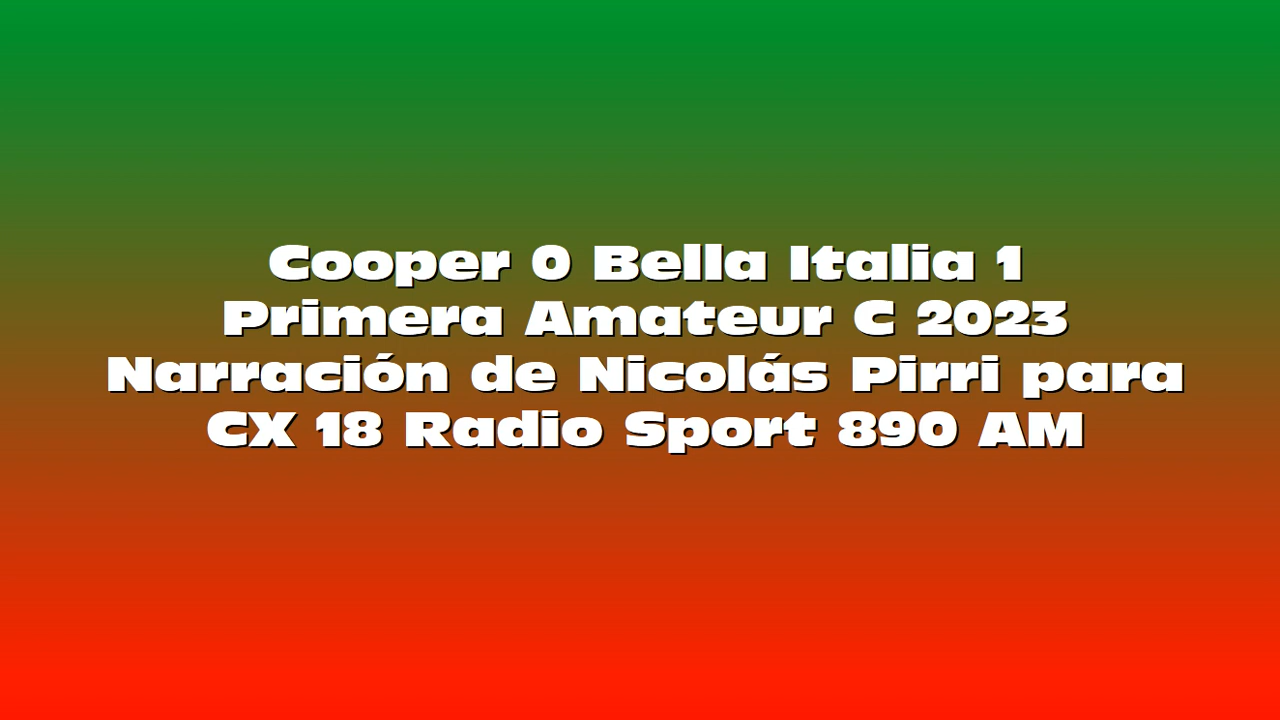 Cooper 0 Bella Italia 1
Primera Amateur C 2023
Narración de Nicolás Pirri para
CX 18 Radio Sport 890 AM